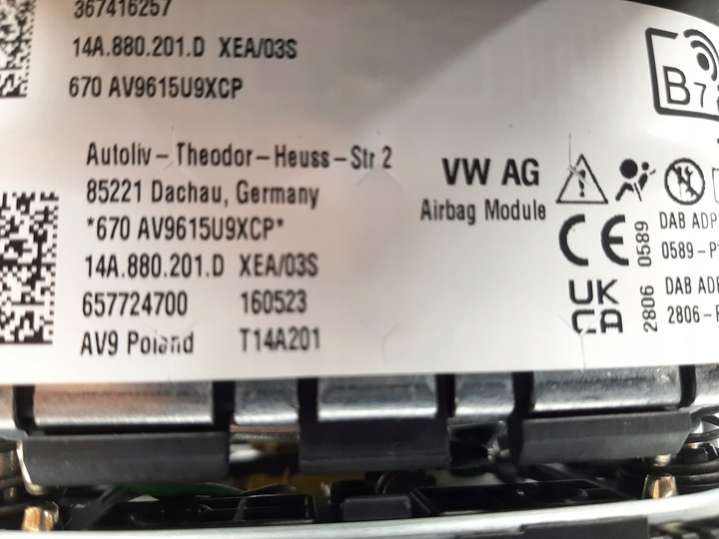 367416257
14A.880.201.D XEA/03S
670 AV9615U9XCP
B7
Autoliv-Theodor-Heuss-Str 2
85221 Dachau, Germany
*670 AV9615U9XCP*
14A.880.201.D XEA/03S
657724700 160523
AV9 Poland T14A201
VW AG
Airbag Module
CE 0589
DAB ADP
0589-P
UK CA 2806
DAB ADP
2806-